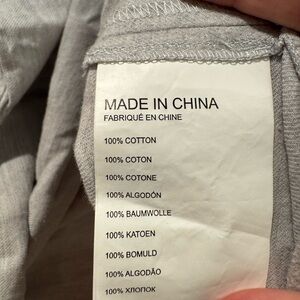 MADE IN CHINA
FABRIQUÉ EN CHINE
100% COTTON
100% COTON
100% COTONE
100% ALGODÓN
100% BAUMWOLLE
100% KATOEN
100% BOMULD
100% ALGODÃO
100% ХЛОПОК